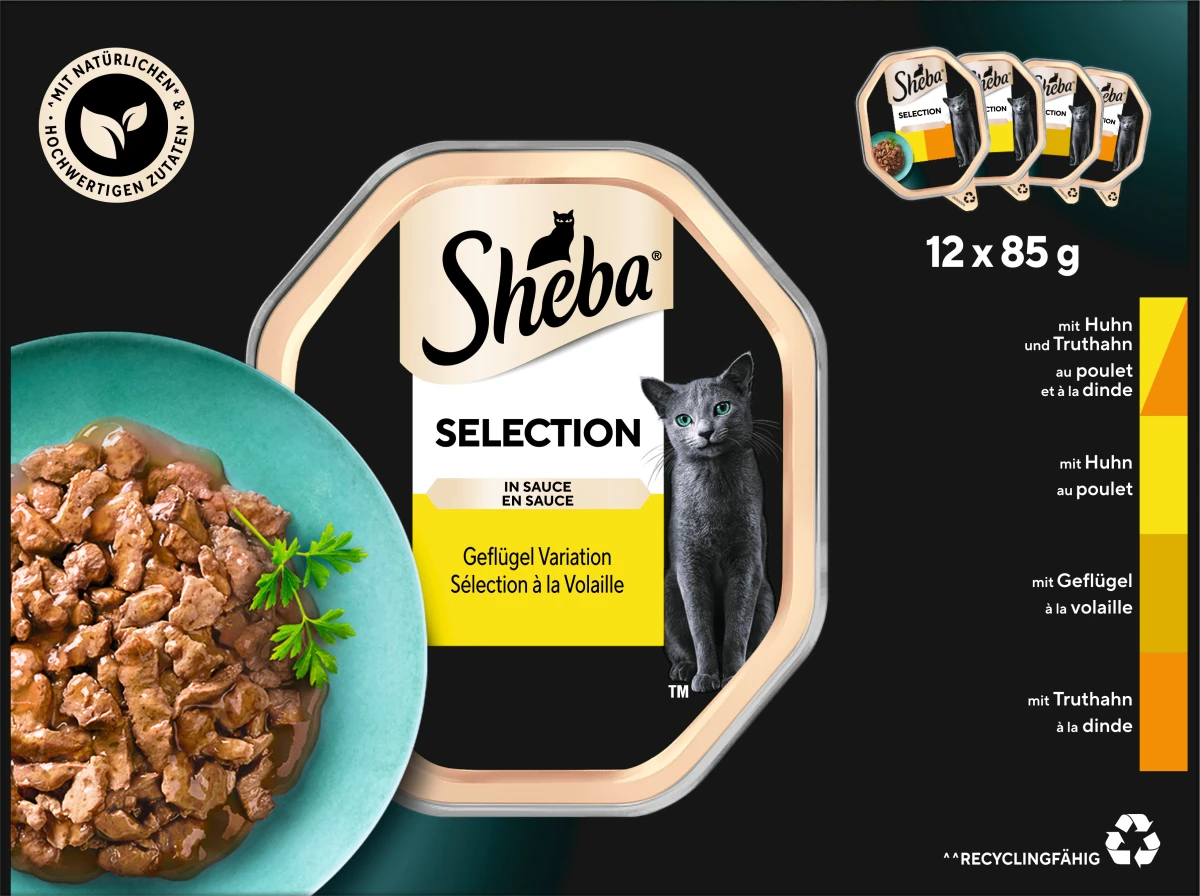 ^MIT NATÜRLICHEN* &
HOCHWERTIGEN ZUTATEN
Sheba
SELECTION
Sheba®
SELECTION
IN SAUCE
EN SAUCE
Geflügel Variation
Sélection à la Volaille
TM
12 x 85 g
mit Huhn
und Truthahn
au poulet
et à la dinde
mit Huhn
au poulet
mit Geflügel
à la volaille
mit Truthahn
à la dinde
^^RECYCLINGFÄHIG